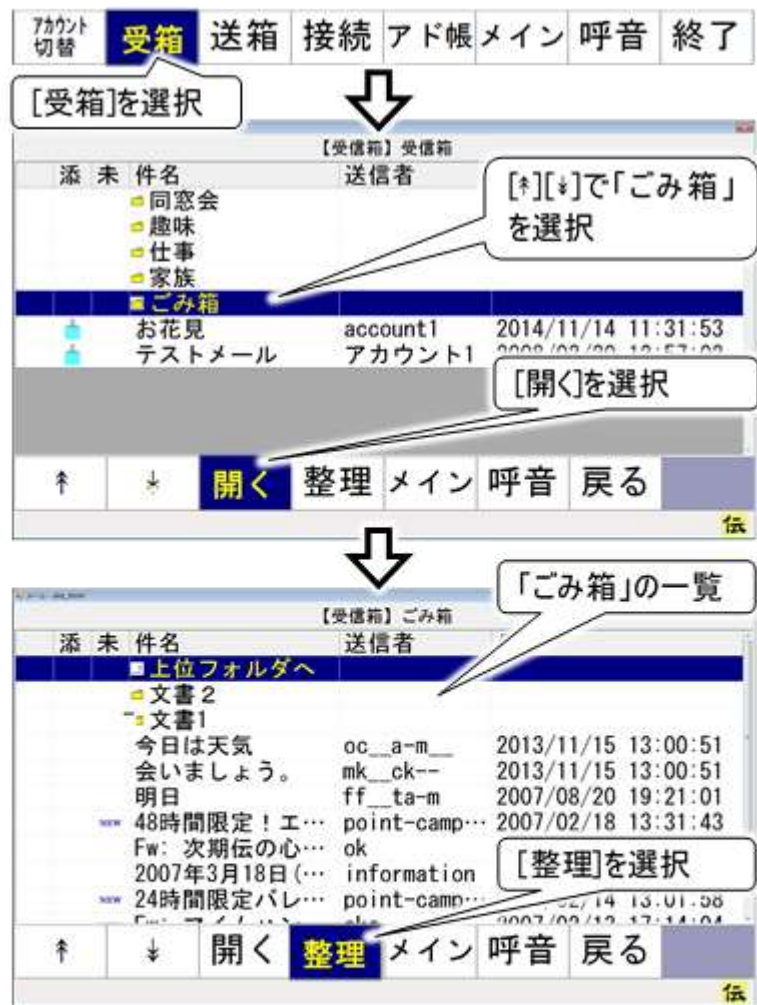 アカウント切替 受箱 送箱 接続 アド帳 メイン 呼音 終了
[受箱]を選択
【受信箱】受信箱
添 未 件名 送信者
同窓会
趣味
仕事
家族
ごみ箱
[↟][↡]で「ごみ箱」
を選択
お花見 account1 2014/11/14 11:31:53
テストメール アカウント1
[開く]を選択
↟ ↡ 開く 整理 メイン 呼音 戻る
伝
「ごみ箱」の一覧
【受信箱】ごみ箱
添 未 件名 送信者
上位フォルダへ
文書2
文書1
今日は天気 oc__a-m__ 2013/11/15 13:00:51
会いましょう。 mk__ck-- 2013/11/15 13:00:51
明日 ff__ta-m 2007/08/20 19:21:01
NEW 48時間限定！エ… point-camp… 2007/02/18 13:31:43
Fw: 次期伝の心… ok
2007年3月18日(… information
[整理]を選択
NEW 24時間限定バレ… point-camp… 13:01:58
↟ ↡ 開く 整理 メイン 呼音 戻る
伝